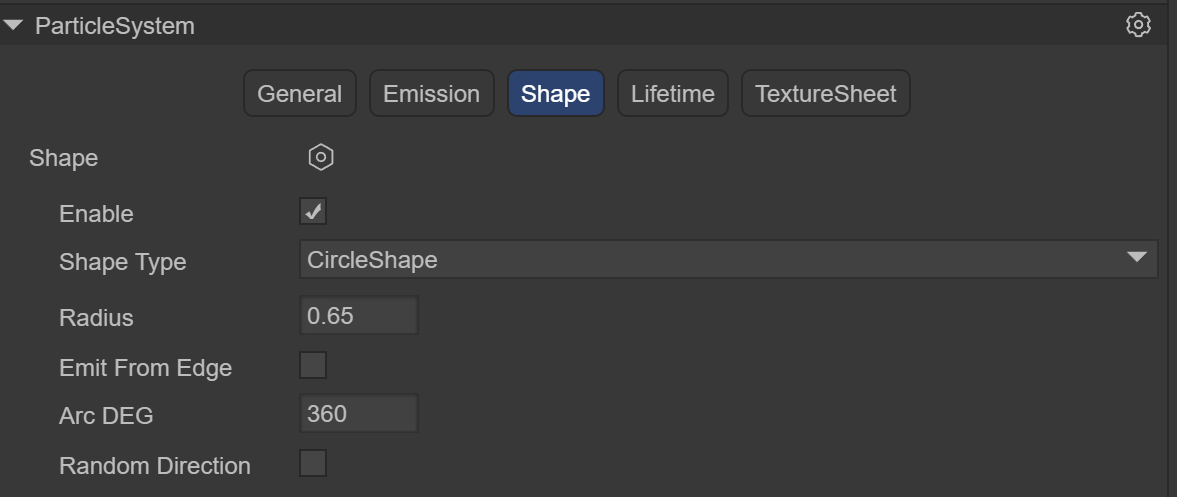 ParticleSystem
General Emission Shape Lifetime TextureSheet
Shape
Enable
Shape Type CircleShape
Radius 0.65
Emit From Edge
Arc DEG 360
Random Direction